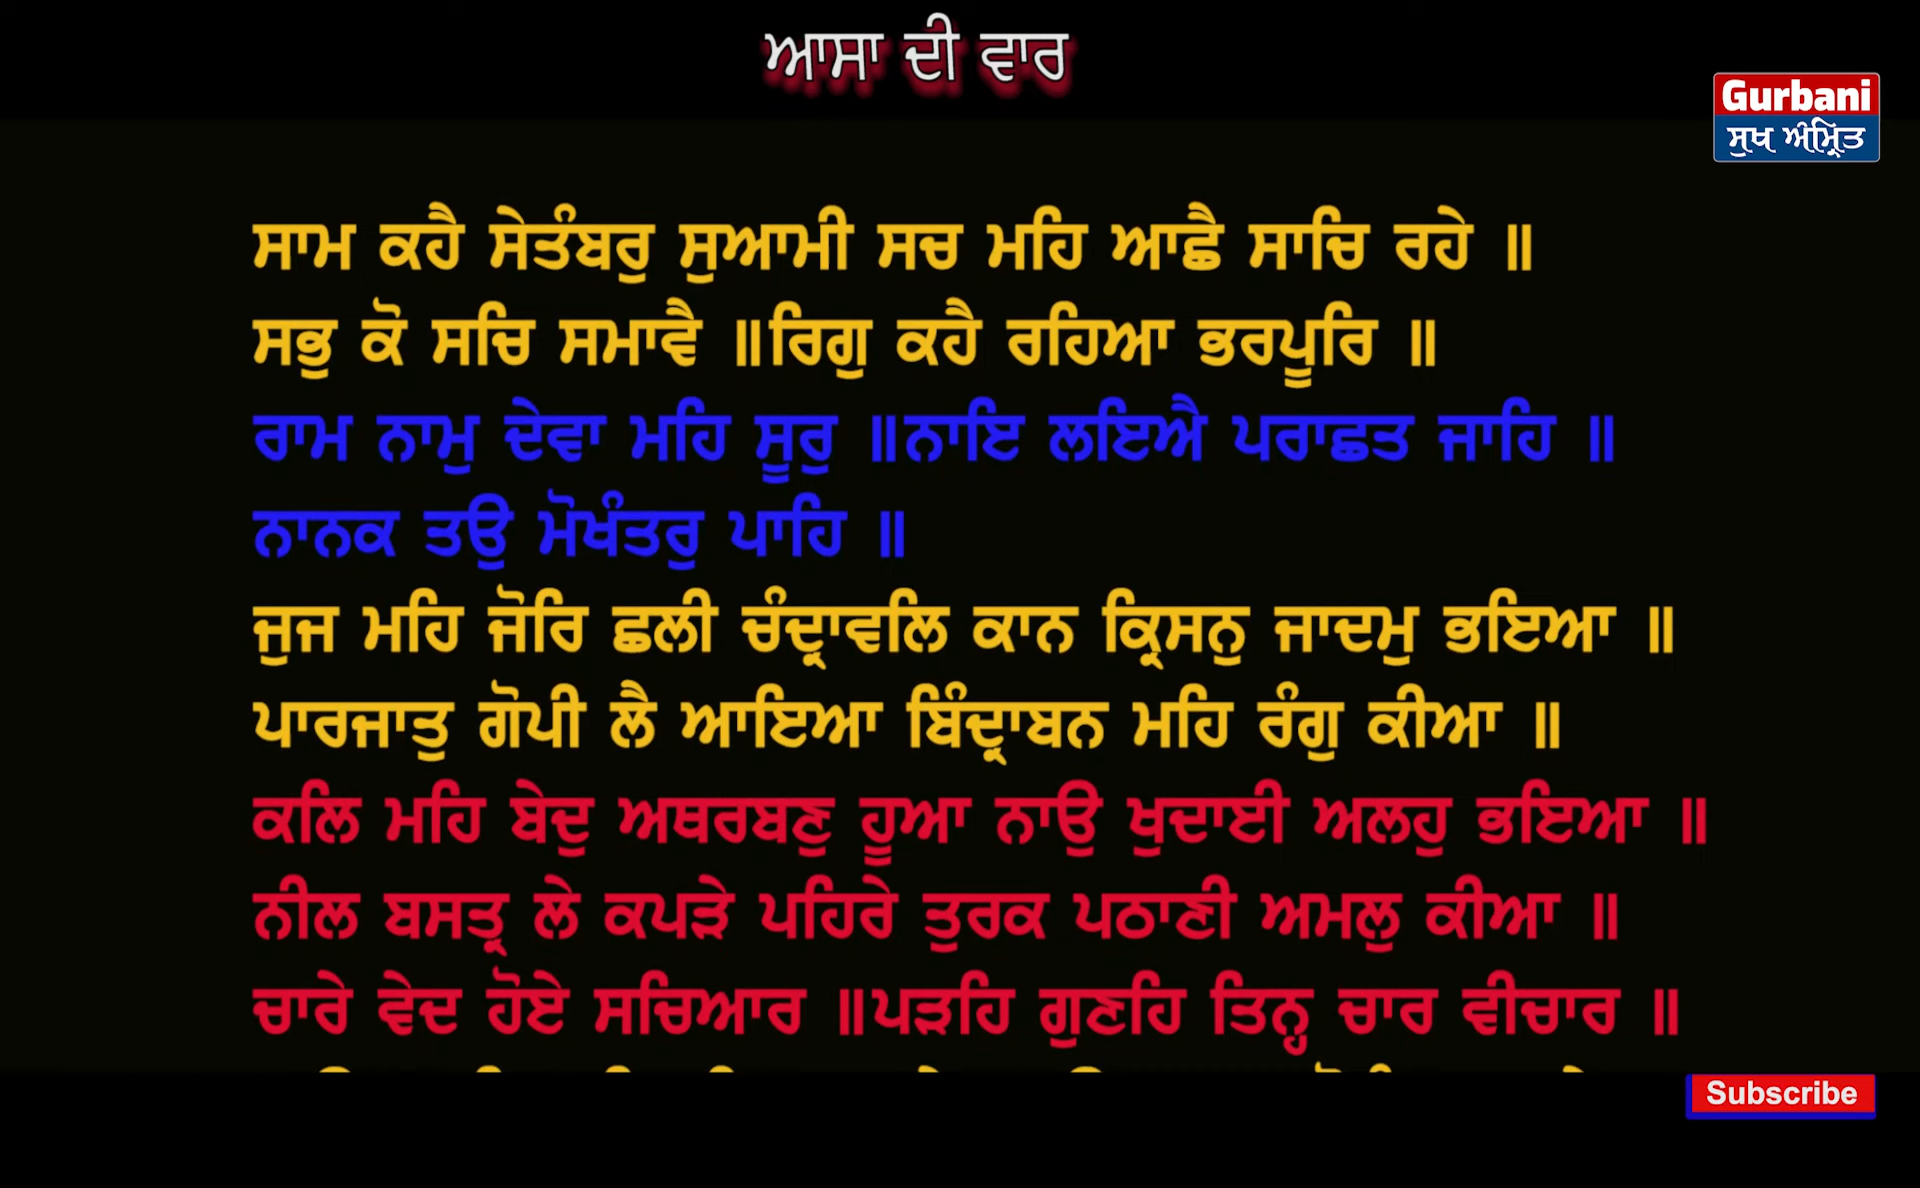 ਆਸਾ ਦੀ ਵਾਰ
Gurbani
ਸੁਖ ਅੰਮ੍ਰਿਤ
ਸਾਮ ਕਹੈ ਸੇਤੰਬਰੁ ਸੁਆਮੀ ਸਚ ਮਹਿ ਆਛੈ ਸਾਚਿ ਰਹੇ ॥
ਸਭੁ ਕੋ ਸਚਿ ਸਮਾਵੈ ॥ਰਿਗੁ ਕਹੈ ਰਹਿਆ ਭਰਪੂਰਿ ॥
ਰਾਮ ਨਾਮੁ ਦੇਵਾ ਮਹਿ ਸੂਰੁ ॥ਨਾਇ ਲਇਐ ਪਰਾਛਤ ਜਾਹਿ ॥
ਨਾਨਕ ਤਉ ਮੋਖੰਤਰੁ ਪਾਹਿ ॥
ਜੁਜ ਮਹਿ ਜੋਰਿ ਛਲੀ ਚੰਦ੍ਰਾਵਲਿ ਕਾਨ ਕ੍ਰਿਸਨੁ ਜਾਦਮੁ ਭਇਆ ॥
ਪਾਰਜਾਤੁ ਗੋਪੀ ਲੈ ਆਇਆ ਬਿੰਦ੍ਰਾਬਨ ਮਹਿ ਰੰਗੁ ਕੀਆ ॥
ਕਲਿ ਮਹਿ ਬੇਦੁ ਅਥਰਬਣੁ ਹੂਆ ਨਾਉ ਖੁਦਾਈ ਅਲਹੁ ਭਇਆ ॥
ਨੀਲ ਬਸਤ੍ਰ ਲੇ ਕਪੜੇ ਪਹਿਰੇ ਤੁਰਕ ਪਠਾਣੀ ਅਮਲੁ ਕੀਆ ॥
ਚਾਰੇ ਵੇਦ ਹੋਏ ਸਚਿਆਰ ॥ਪੜਹਿ ਗੁਣਹਿ ਤਿਨ੍ਹ ਚਾਰ ਵੀਚਾਰ ॥
Subscribe